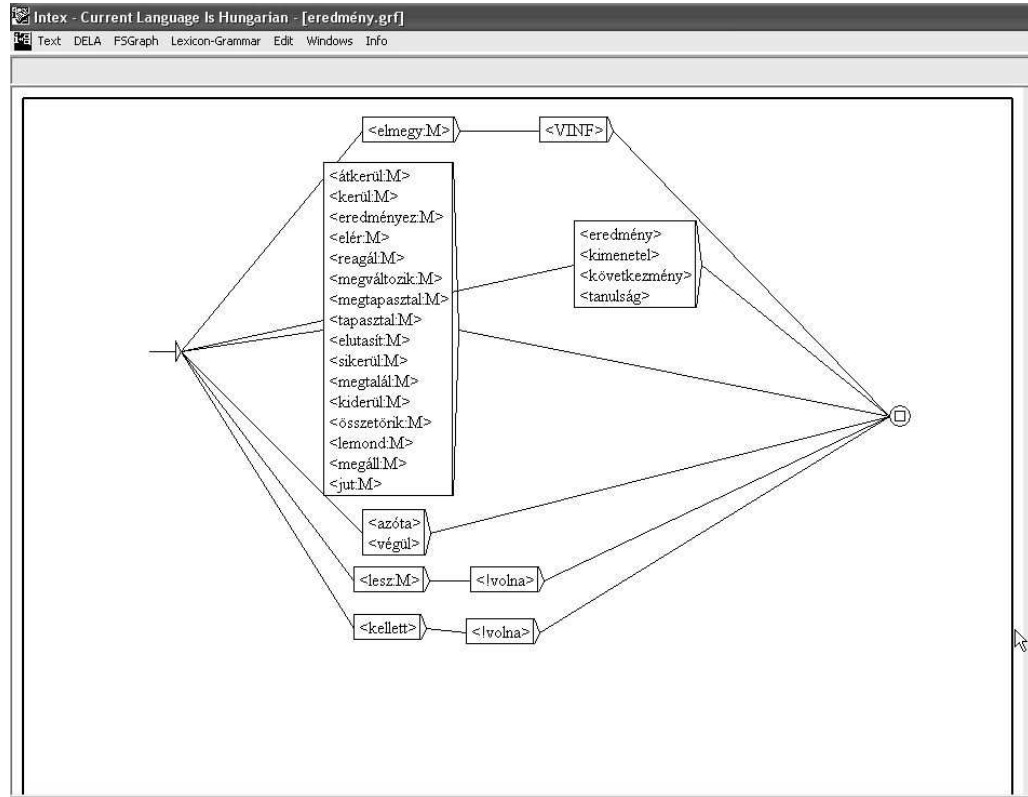 Intex - Current Language Is Hungarian - [eredmény.grf]
Text DELA FSGraph Lexicon-Grammar Edit Windows Info
<elmegy:M> <VINF>
<átkerül:M>
<kerül:M>
<eredményez:M>
<elér:M>
<reagál:M>
<megváltozik:M>
<megtapasztal:M>
<tapasztal:M>
<elutasít:M>
<sikerül:M>
<megtalál:M>
<kiderül:M>
<összetörik:M>
<lemond:M>
<megáll:M>
<jut:M>
<eredmény>
<kimenetel>
<következmény>
<tanulság>
<azóta>
<végül>
<lesz:M> <!volna>
<kellett> <!volna>